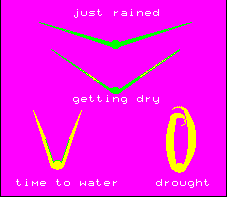 just rained
getting dry
time to water
drought